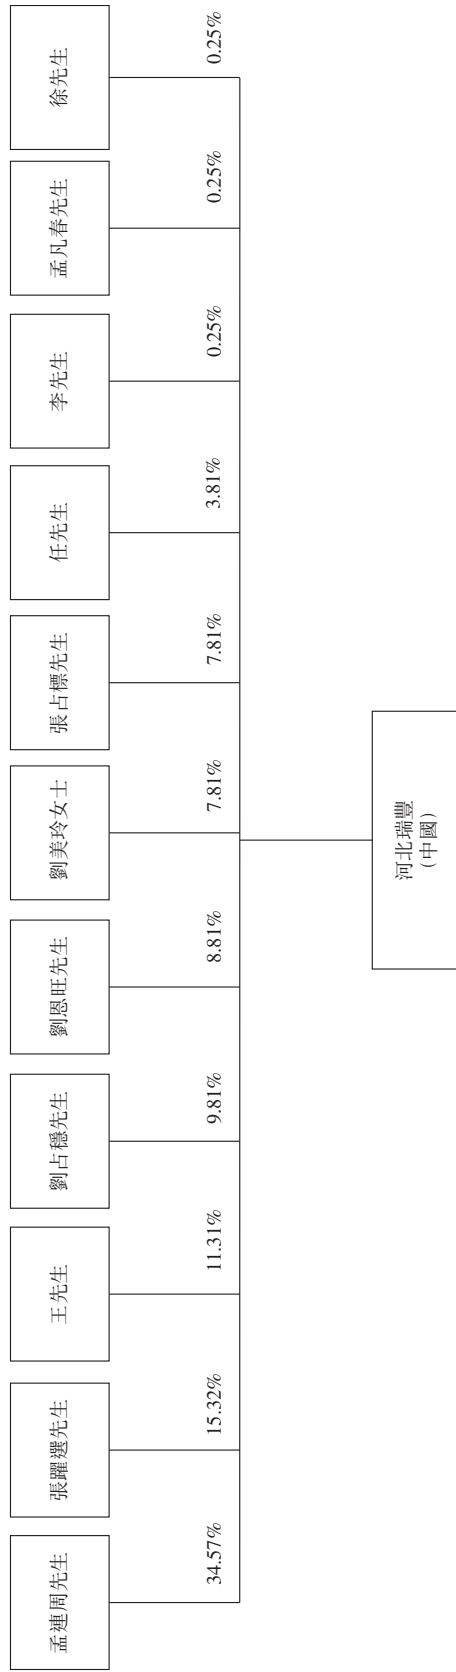 孟連周先生
張躍選先生
王先生
劉占穩先生
劉恩旺先生
劉美玲女士
張占標先生
任先生
李先生
孟凡春先生
徐先生
34.57%
15.32%
11.31%
9.81%
8.81%
7.81%
7.81%
3.81%
0.25%
0.25%
0.25%
河北瑞豐
(中國)